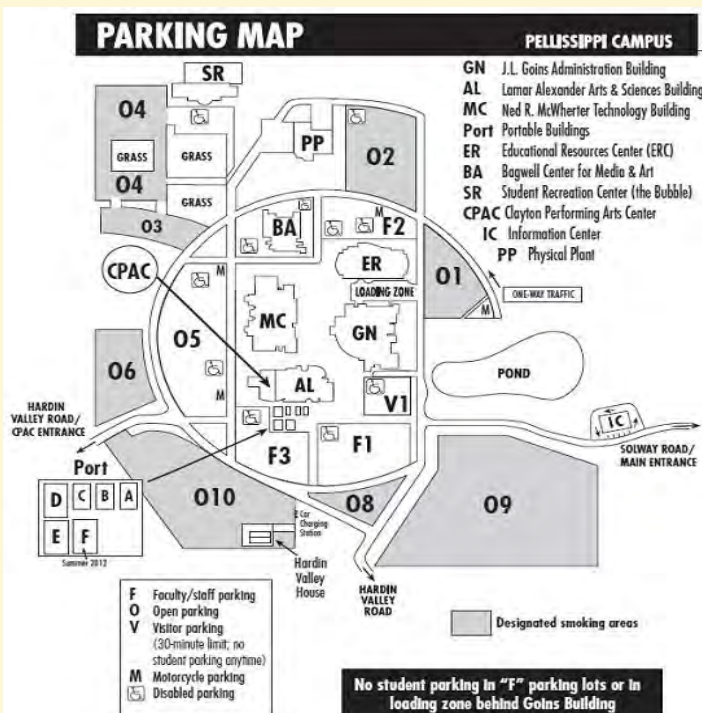 PARKING MAP
PELLISSIPPI CAMPUS
GN J.L. Goins Administration Building
AL Lamar Alexander Arts & Sciences Building
MC Ned R. McWherter Technology Building
Port Portable Buildings
ER Educational Resources Center (ERC)
BA Bagwell Center for Media & Art
SR Student Recreation Center (the Bubble)
CPAC Clayton Performing Arts Center
IC Information Center
PP Physical Plant
SR
O4
GRASS
GRASS
O4
GRASS
O3
PP
O2
BA
M
F2
ER
LOADING ZONE
O1
M
ONE-WAY TRAFFIC
CPAC
M
O5
MC
GN
O6
M
AL
V1
POND
IC
HARDIN
VALLEY ROAD/
CPAC ENTRANCE
SOLWAY ROAD/
MAIN ENTRANCE
F3
F1
Port
D C B A
E F
Summer 2012
O10
O8
O9
Car
Charging
Station
Hardin
Valley
House
HARDIN
VALLEY
ROAD
F Faculty/staff parking
O Open parking
V Visitor parking
(30-minute limit; no
student parking anytime)
M Motorcycle parking
Disabled parking
Designated smoking areas
No student parking in “F” parking lots or in
loading zone behind Goins Building